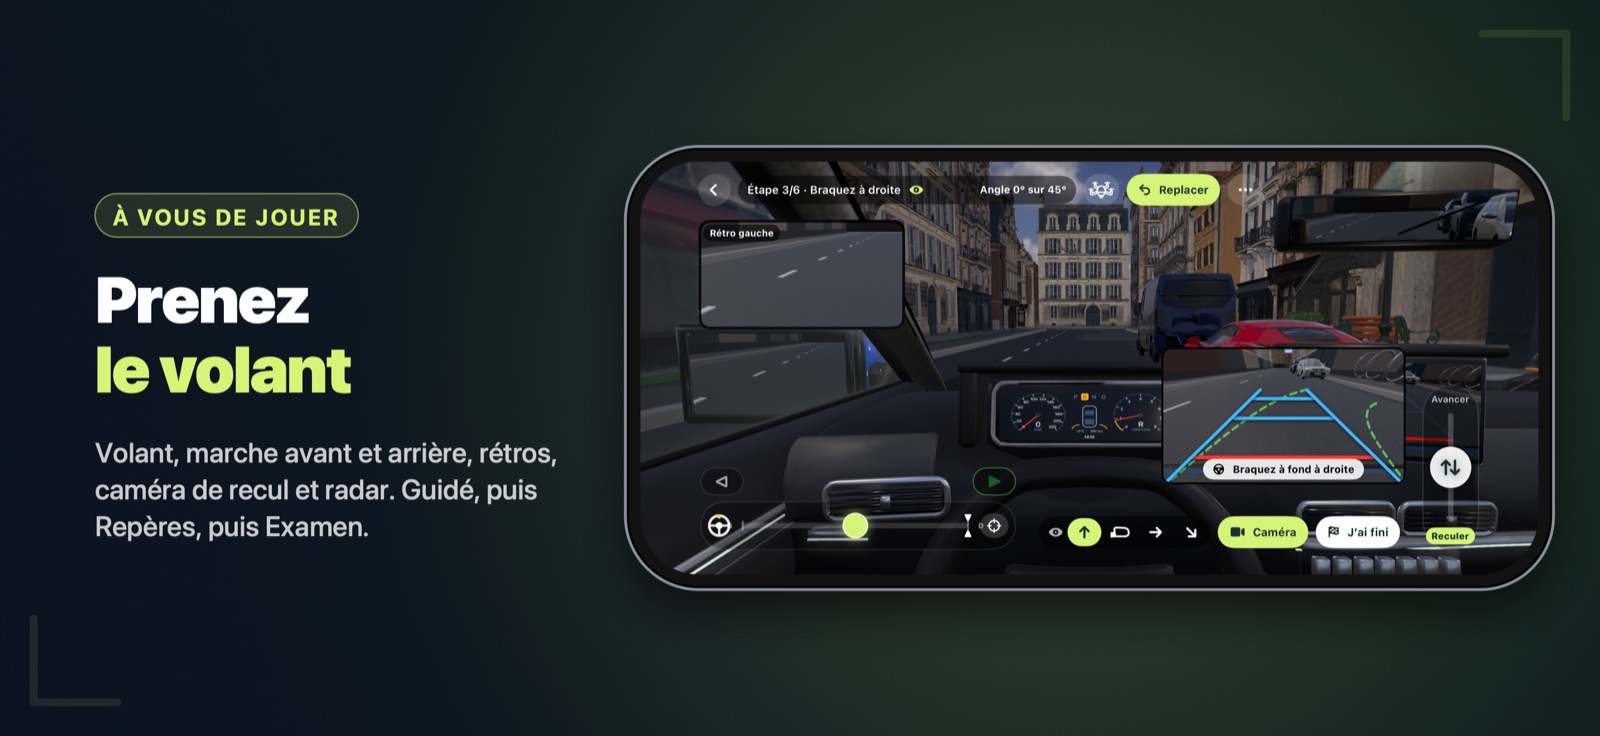 À VOUS DE JOUER
Prenez
le volant
Volant, marche avant et arrière, rétros,
caméra de recul et radar. Guidé, puis
Repères, puis Examen.
Étape 3/6 · Braquez à droite
Angle 0° sur 45°
Replacer
Rétro gauche
P R N D
Avancer
Braquez à fond à droite
Caméra
J'ai fini
Reculer